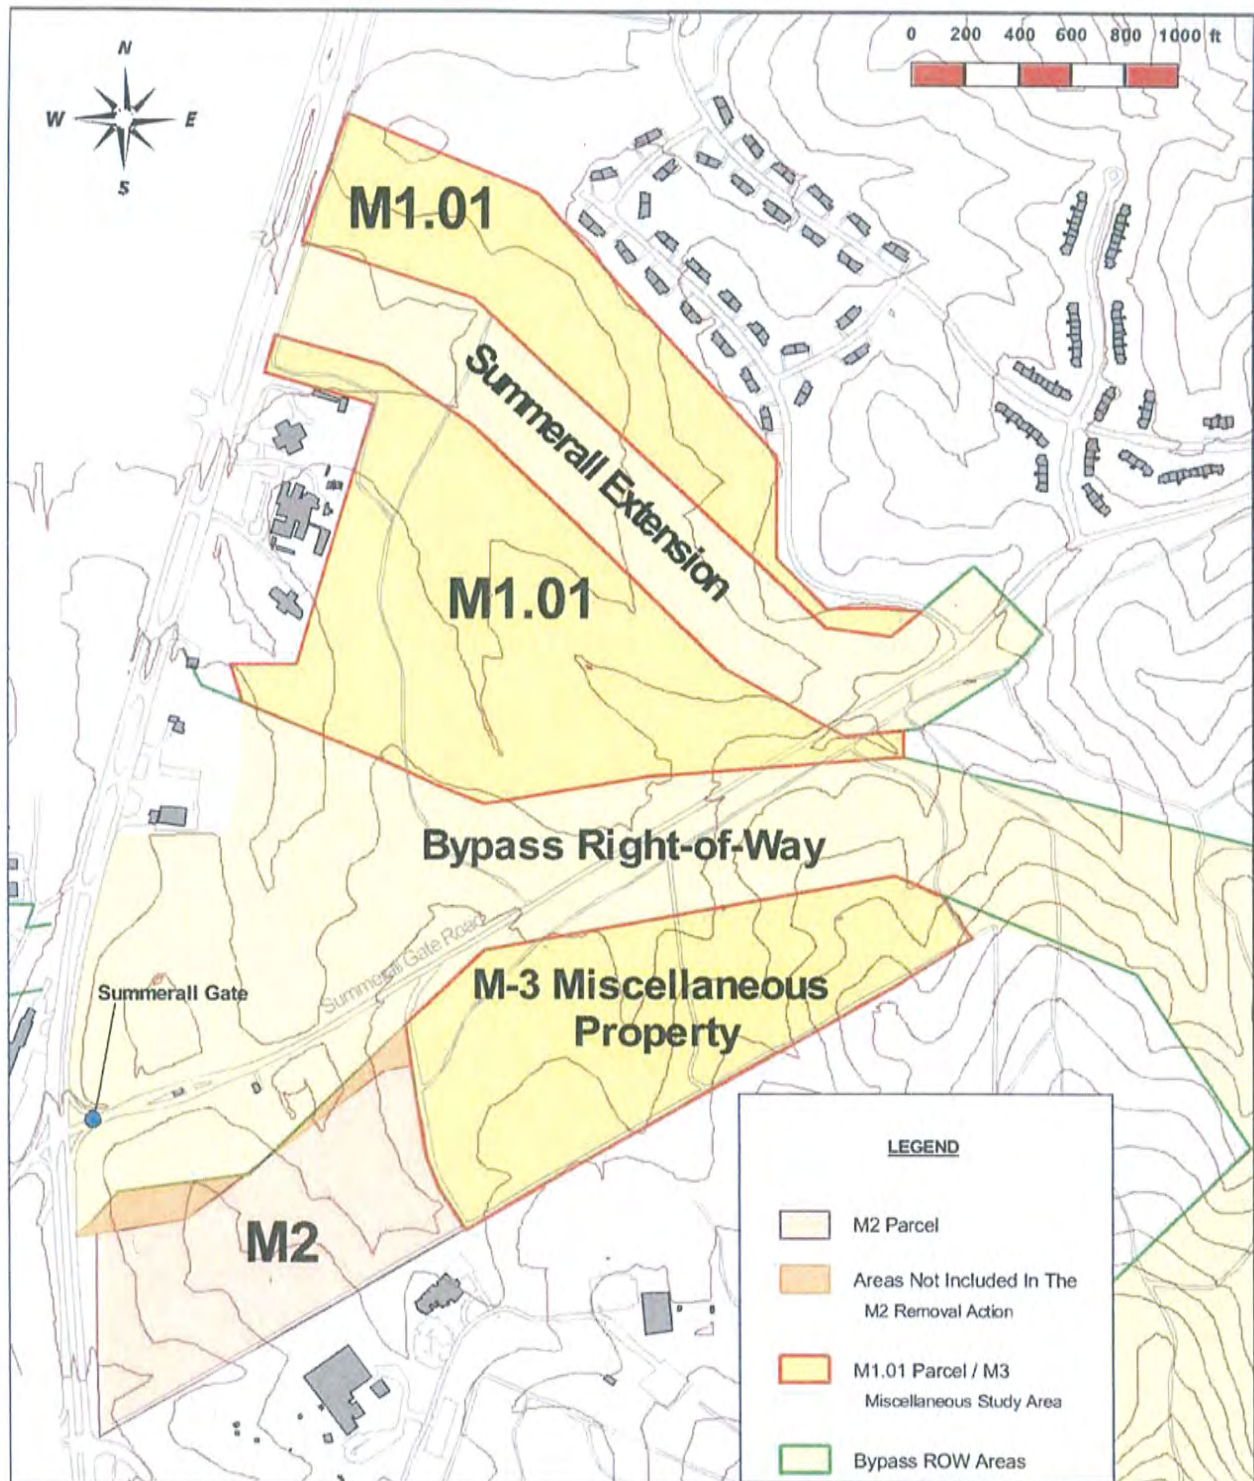 N
W E
S
0 200 400 600 800 1000 ft
M1.01
Summerall Extension
M1.01
Bypass Right-of-Way
Summerall Gate Road
Summerall Gate
M-3 Miscellaneous
Property
M2
LEGEND
M2 Parcel
Areas Not Included In The
M2 Removal Action
M1.01 Parcel / M3
Miscellaneous Study Area
Bypass ROW Areas